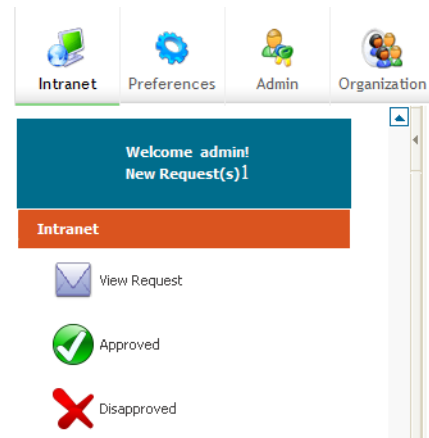 Intranet Preferences Admin Organization
Welcome admin!
New Request(s)1
Intranet
View Request
Approved
Disapproved